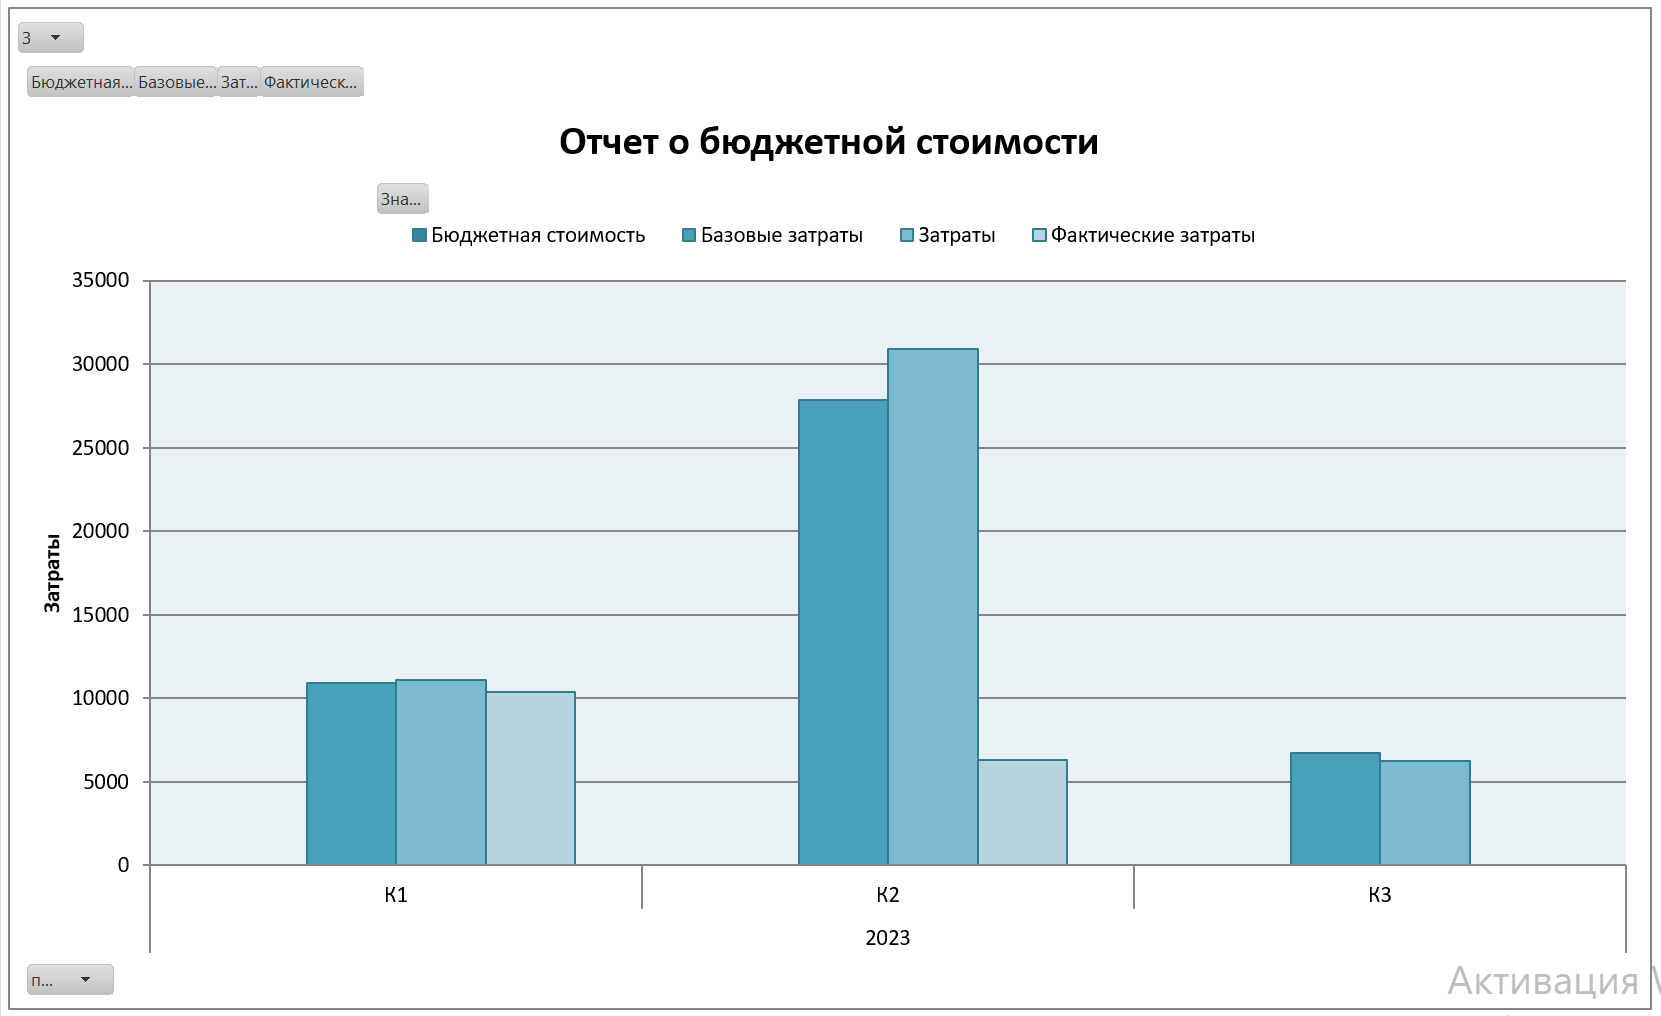 З
Бюджетная... Базовые... Зат... Фактическ...
Отчет о бюджетной стоимости
Зна...
Бюджетная стоимость Базовые затраты Затраты Фактические затраты
35000
30000
25000
20000
15000
10000
5000
0
Затраты
К1 К2 К3
2023
п...
Активация W